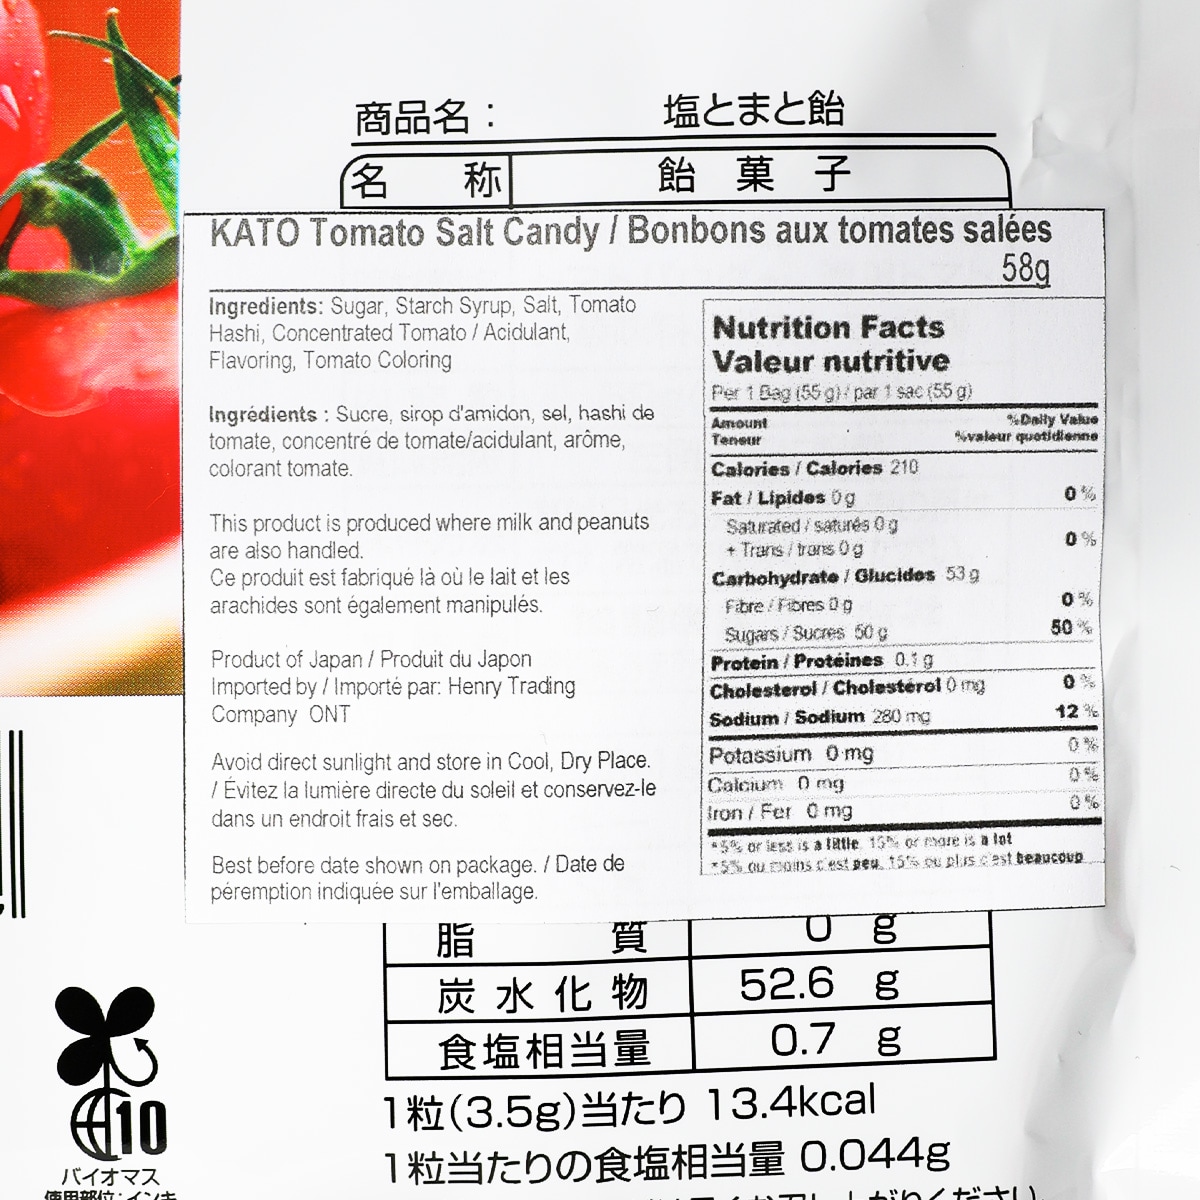 商品名： 塩とまと飴
名 称 飴 菓 子
KATO Tomato Salt Candy / Bonbons aux tomates salées
58g
Ingredients: Sugar, Starch Syrup, Salt, Tomato
Hashi, Concentrated Tomato / Acidulant,
Flavoring, Tomato Coloring
Ingrédients : Sucre, sirop d'amidon, sel, hashi de
tomate, concentré de tomate/acidulant, arôme,
colorant tomate.
This product is produced where milk and peanuts
are also handled.
Ce produit est fabriqué là où le lait et les
arachides sont également manipulés.
Product of Japan / Produit du Japon
Imported by / Importé par: Henry Trading
Company ONT
Avoid direct sunlight and store in Cool, Dry Place.
/ Évitez la lumière directe du soleil et conservez-le
dans un endroit frais et sec.
Best before date shown on package. / Date de
péremption indiquée sur l'emballage.
Nutrition Facts
Valeur nutritive
Per 1 Bag (55 g) / par 1 sac (55 g)
Amount %Daily Value
Teneur %valeur quotidienne
Calories / Calories 210
Fat / Lipides 0 g 0 %
Saturated / saturés 0 g
+ Trans / trans 0 g 0 %
Carbohydrate / Glucides 53 g
Fibre / Fibres 0 g 0 %
Sugars / Sucres 50 g 50 %
Protein / Protéines 0.1 g
Cholesterol / Cholestérol 0 mg 0 %
Sodium / Sodium 280 mg 12 %
Potassium 0 mg 0 %
Calcium 0 mg 0 %
Iron / Fer 0 mg 0 %
*5% or less is a little, 15% or more is a lot
*5% ou moins c'est peu, 15% ou plus c'est beaucoup
脂 質 0 g
炭 水 化 物 52.6 g
食塩相当量 0.7 g
1粒(3.5g)当たり 13.4kcal
1粒当たりの食塩相当量 0.044g
10
バイオマス
使用部位:インキ